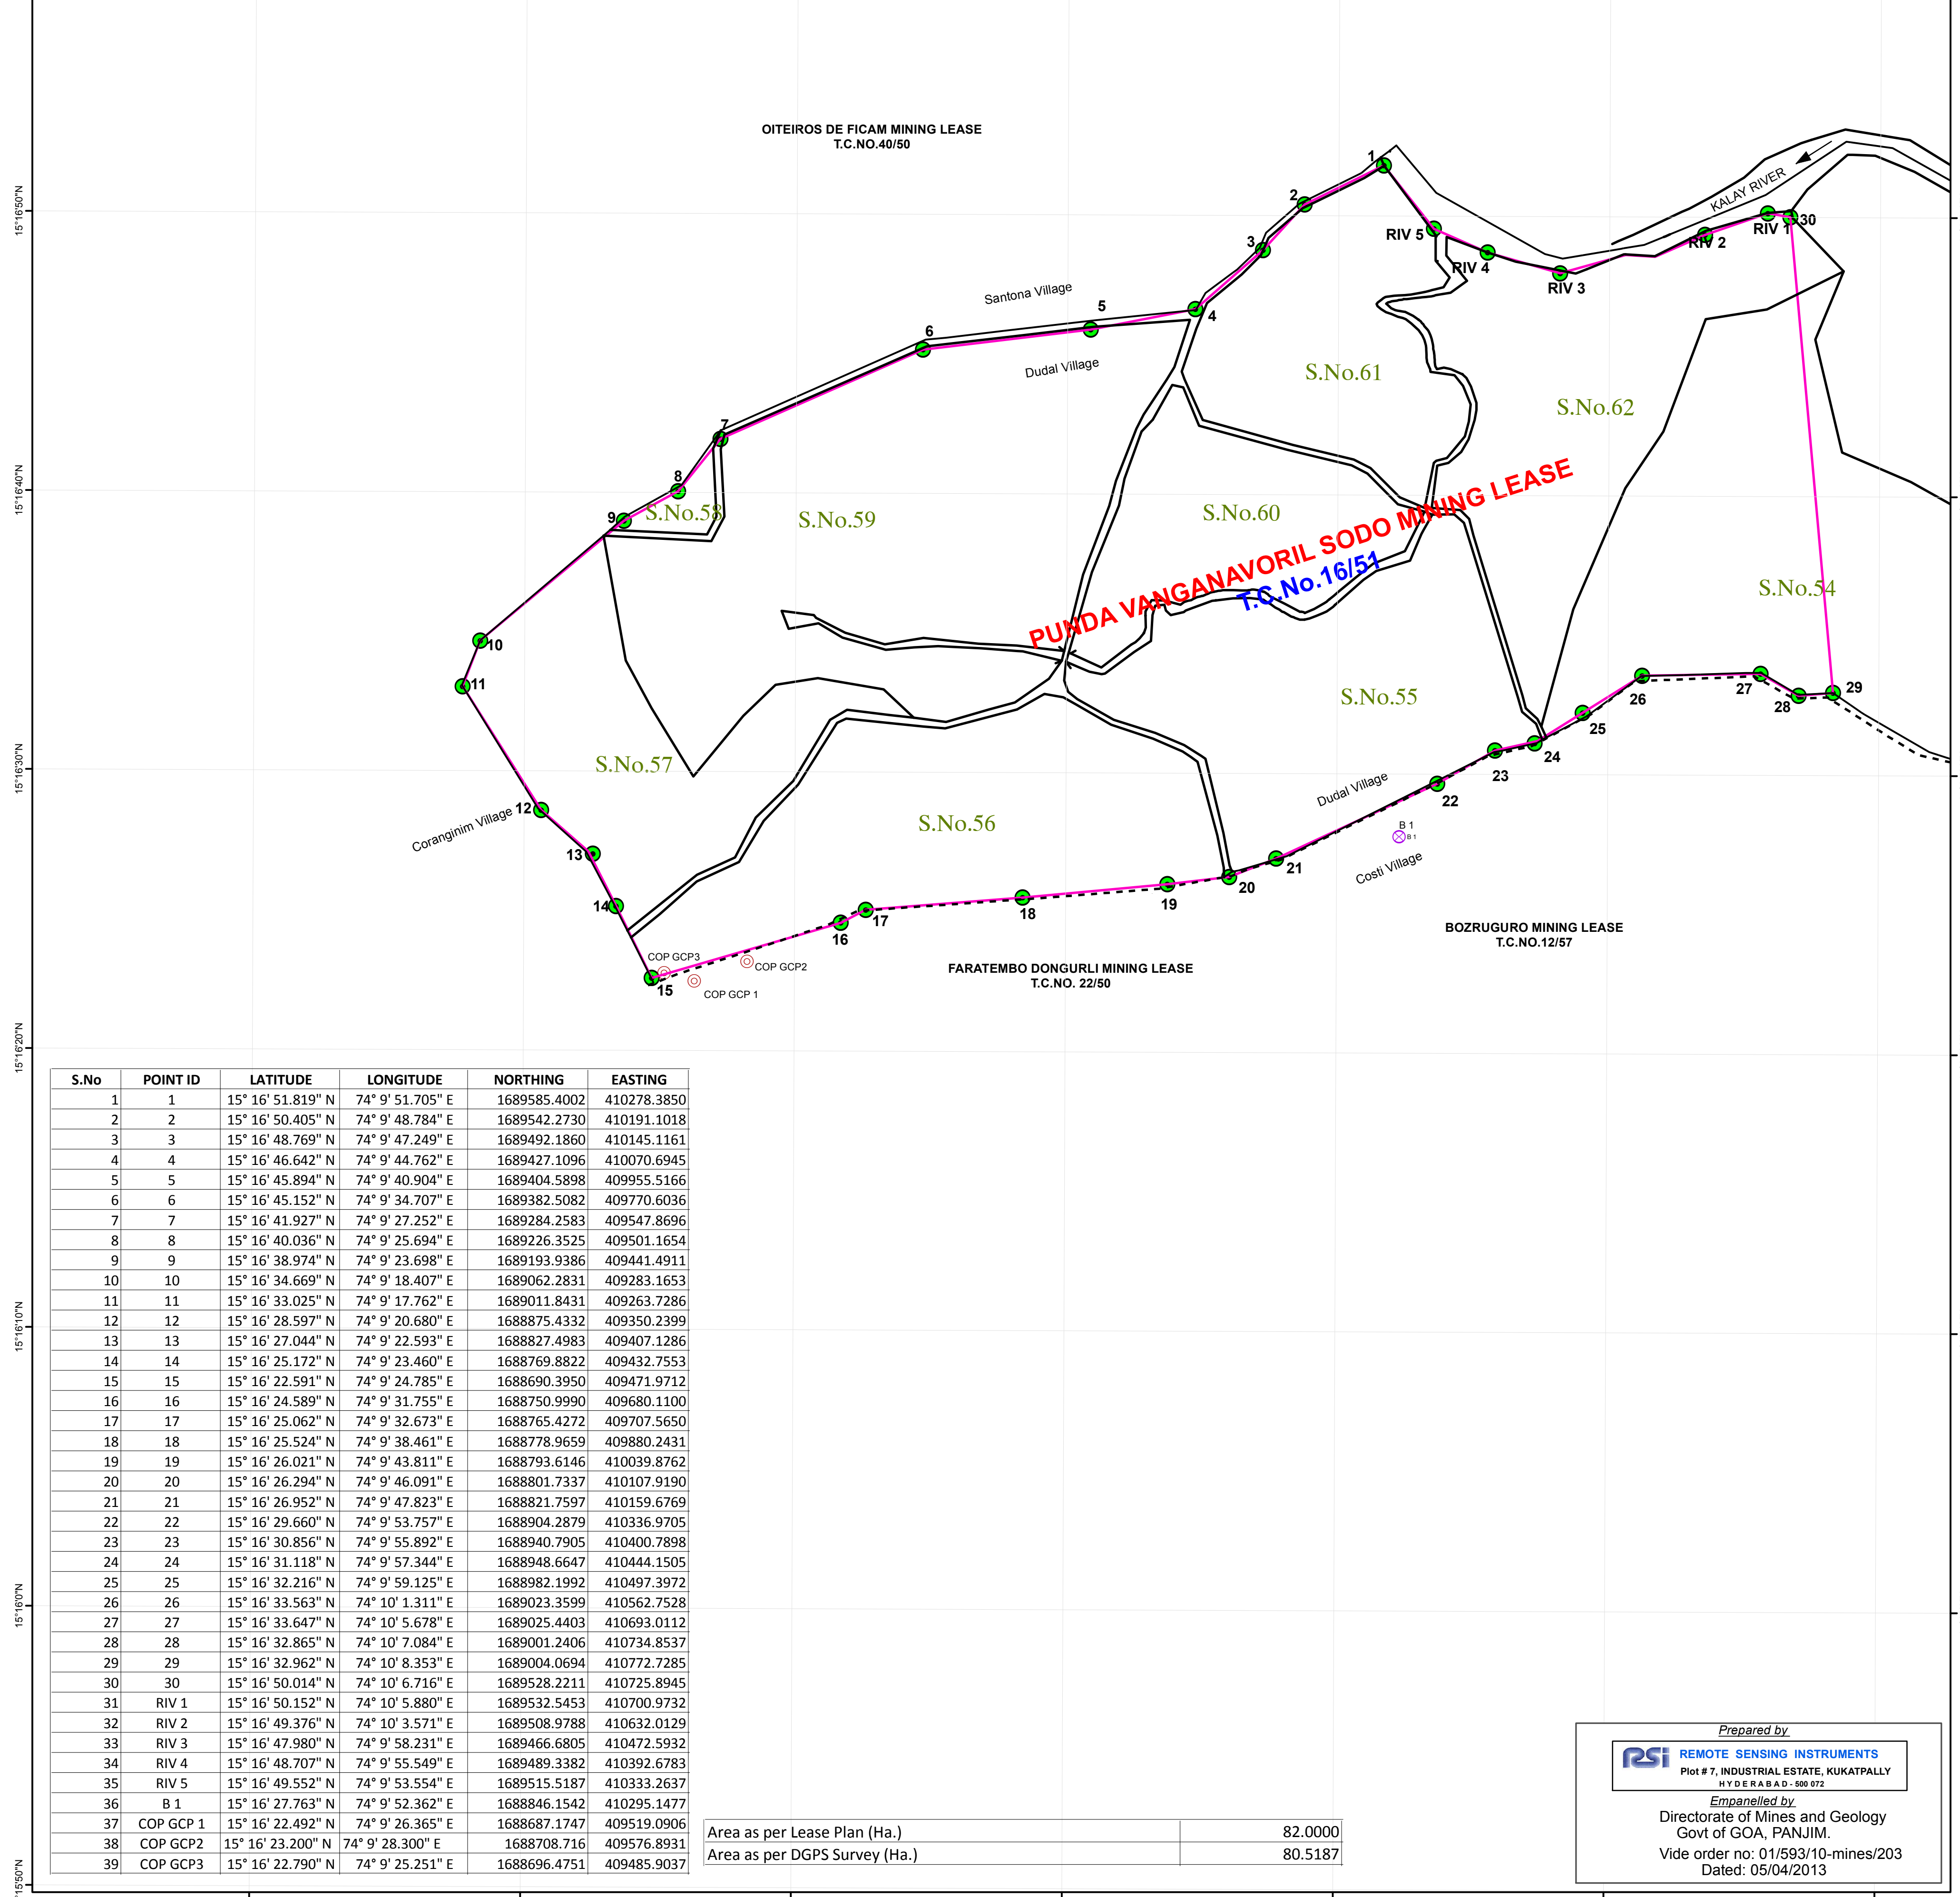 OITEIROS DE FICAM MINING LEASE
T.C.NO.40/50
15°16'50"N
15°16'40"N
15°16'30"N
15°16'20"N
15°16'10"N
15°16'0"N
°15'50"N
KALAY RIVER
1
2
3
4
5
6
7
8
9
10
11
12
13
14
15
16
17
18
19
20
21
22
23
24
25
26
27
28
29
30
RIV 1
RIV 2
RIV 3
RIV 4
RIV 5
Santona Village
Dudal Village
S.No.61
S.No.62
S.No.58
S.No.59
S.No.60
PUNDA VANGANAVORIL SODO MINING LEASE
T.C.No.16/51
S.No.54
S.No.55
S.No.57
S.No.56
Coranginim Village
Dudal Village
B 1
B 1
Costi Village
COP GCP3
COP GCP2
COP GCP 1
BOZRUGURO MINING LEASE
T.C.NO.12/57
FARATEMBO DONGURLI MINING LEASE
T.C.NO. 22/50
S.No POINT ID LATITUDE LONGITUDE NORTHING EASTING
1 1 15° 16' 51.819" N 74° 9' 51.705" E 1689585.4002 410278.3850
2 2 15° 16' 50.405" N 74° 9' 48.784" E 1689542.2730 410191.1018
3 3 15° 16' 48.769" N 74° 9' 47.249" E 1689492.1860 410145.1161
4 4 15° 16' 46.642" N 74° 9' 44.762" E 1689427.1096 410070.6945
5 5 15° 16' 45.894" N 74° 9' 40.904" E 1689404.5898 409955.5166
6 6 15° 16' 45.152" N 74° 9' 34.707" E 1689382.5082 409770.6036
7 7 15° 16' 41.927" N 74° 9' 27.252" E 1689284.2583 409547.8696
8 8 15° 16' 40.036" N 74° 9' 25.694" E 1689226.3525 409501.1654
9 9 15° 16' 38.974" N 74° 9' 23.698" E 1689193.9386 409441.4911
10 10 15° 16' 34.669" N 74° 9' 18.407" E 1689062.2831 409283.1653
11 11 15° 16' 33.025" N 74° 9' 17.762" E 1689011.8431 409263.7286
12 12 15° 16' 28.597" N 74° 9' 20.680" E 1688875.4332 409350.2399
13 13 15° 16' 27.044" N 74° 9' 22.593" E 1688827.4983 409407.1286
14 14 15° 16' 25.172" N 74° 9' 23.460" E 1688769.8822 409432.7553
15 15 15° 16' 22.591" N 74° 9' 24.785" E 1688690.3950 409471.9712
16 16 15° 16' 24.589" N 74° 9' 31.755" E 1688750.9990 409680.1100
17 17 15° 16' 25.062" N 74° 9' 32.673" E 1688765.4272 409707.5650
18 18 15° 16' 25.524" N 74° 9' 38.461" E 1688778.9659 409880.2431
19 19 15° 16' 26.021" N 74° 9' 43.811" E 1688793.6146 410039.8762
20 20 15° 16' 26.294" N 74° 9' 46.091" E 1688801.7337 410107.9190
21 21 15° 16' 26.952" N 74° 9' 47.823" E 1688821.7597 410159.6769
22 22 15° 16' 29.660" N 74° 9' 53.757" E 1688904.2879 410336.9705
23 23 15° 16' 30.856" N 74° 9' 55.892" E 1688940.7905 410400.7898
24 24 15° 16' 31.118" N 74° 9' 57.344" E 1688948.6647 410444.1505
25 25 15° 16' 32.216" N 74° 9' 59.125" E 1688982.1992 410497.3972
26 26 15° 16' 33.563" N 74° 10' 1.311" E 1689023.3599 410562.7528
27 27 15° 16' 33.647" N 74° 10' 5.678" E 1689025.4403 410693.0112
28 28 15° 16' 32.865" N 74° 10' 7.084" E 1689001.2406 410734.8537
29 29 15° 16' 32.962" N 74° 10' 8.353" E 1689004.0694 410772.7285
30 30 15° 16' 50.014" N 74° 10' 6.716" E 1689528.2211 410725.8945
31 RIV 1 15° 16' 50.152" N 74° 10' 5.880" E 1689532.5453 410700.9732
32 RIV 2 15° 16' 49.376" N 74° 10' 3.571" E 1689508.9788 410632.0129
33 RIV 3 15° 16' 47.980" N 74° 9' 58.231" E 1689466.6805 410472.5932
34 RIV 4 15° 16' 48.707" N 74° 9' 55.549" E 1689489.3382 410392.6783
35 RIV 5 15° 16' 49.552" N 74° 9' 53.554" E 1689515.5187 410333.2637
36 B 1 15° 16' 27.763" N 74° 9' 52.362" E 1688846.1542 410295.1477
37 COP GCP 1 15° 16' 22.492" N 74° 9' 26.365" E 1688687.1747 409519.0906
38 COP GCP2 15° 16' 23.200" N 74° 9' 28.300" E 1688708.716 409576.8931
39 COP GCP3 15° 16' 22.790" N 74° 9' 25.251" E 1688696.4751 409485.9037
Area as per Lease Plan (Ha.) 82.0000
Area as per DGPS Survey (Ha.) 80.5187
Prepared by
RSi REMOTE SENSING INSTRUMENTS
Plot # 7, INDUSTRIAL ESTATE, KUKATPALLY
HYDERABAD - 500 072
Empanelled by
Directorate of Mines and Geology
Govt of GOA, PANJIM.
Vide order no: 01/593/10-mines/203
Dated: 05/04/2013